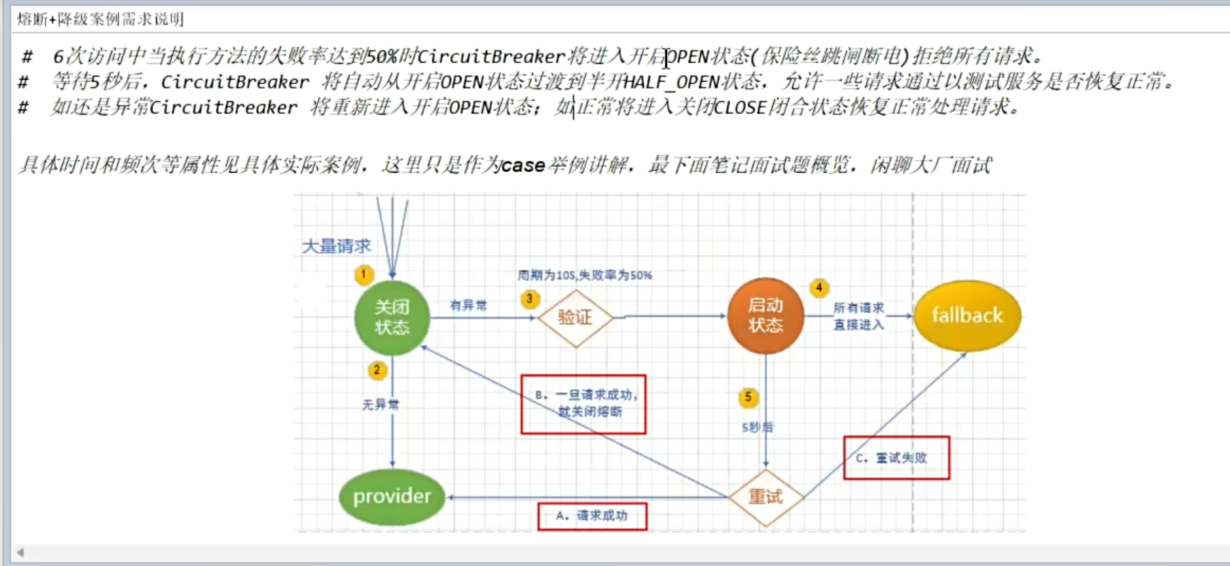 熔断+降级案例需求说明
# 6次访问中当执行方法的失败率达到50%时CircuitBreaker将进入开启OPEN状态(保险丝跳闸断电)拒绝所有请求。
# 等待5秒后，CircuitBreaker 将自动从开启OPEN状态过渡到半开HALF_OPEN状态，允许一些请求通过以测试服务是否恢复正常。
# 如还是异常CircuitBreaker 将重新进入开启OPEN状态；如正常将进入关闭CLOSE闭合状态恢复正常处理请求。
具体时间和频次等属性见具体实际案例，这里只是作为case举例讲解，最下面笔记面试题概览，闲聊大厂面试
大量请求
1
关闭
状态
有异常
周期为10S,失败率为50%
3
验证
启动
状态
4
所有请求
直接进入
fallback
2
无异常
B. 一旦请求成功，
就关闭熔断
5
5秒后
C. 重试失败
provider
A. 请求成功
重试